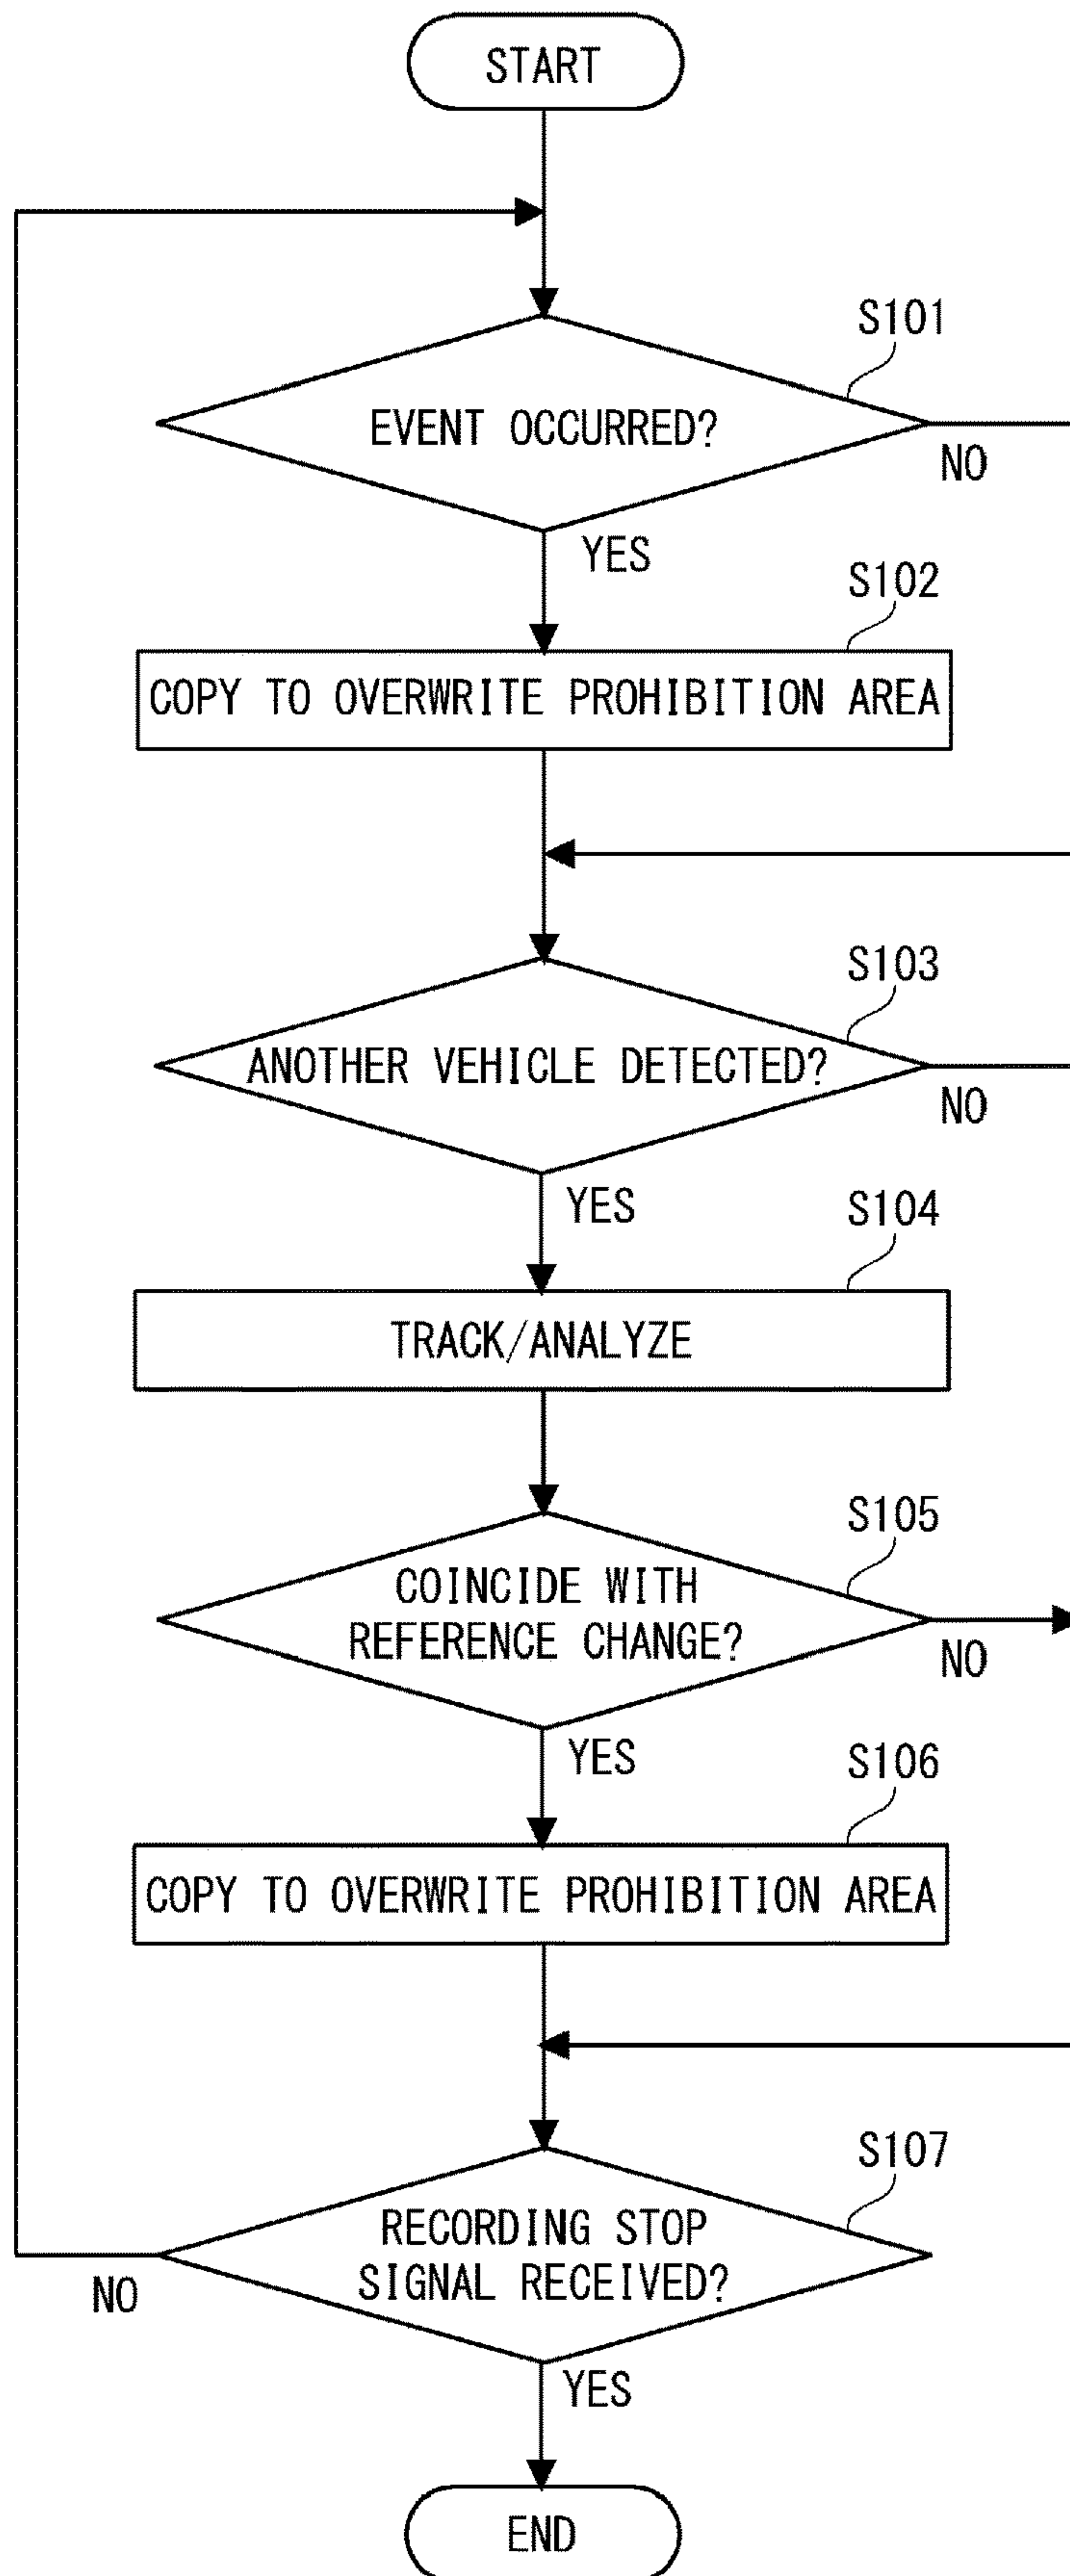 START
S101
EVENT OCCURRED?
NO
YES
S102
COPY TO OVERWRITE PROHIBITION AREA
S103
ANOTHER VEHICLE DETECTED?
NO
YES
S104
TRACK/ANALYZE
S105
COINCIDE WITH
REFERENCE CHANGE?
NO
YES
S106
COPY TO OVERWRITE PROHIBITION AREA
S107
RECORDING STOP
SIGNAL RECEIVED?
NO
YES
END